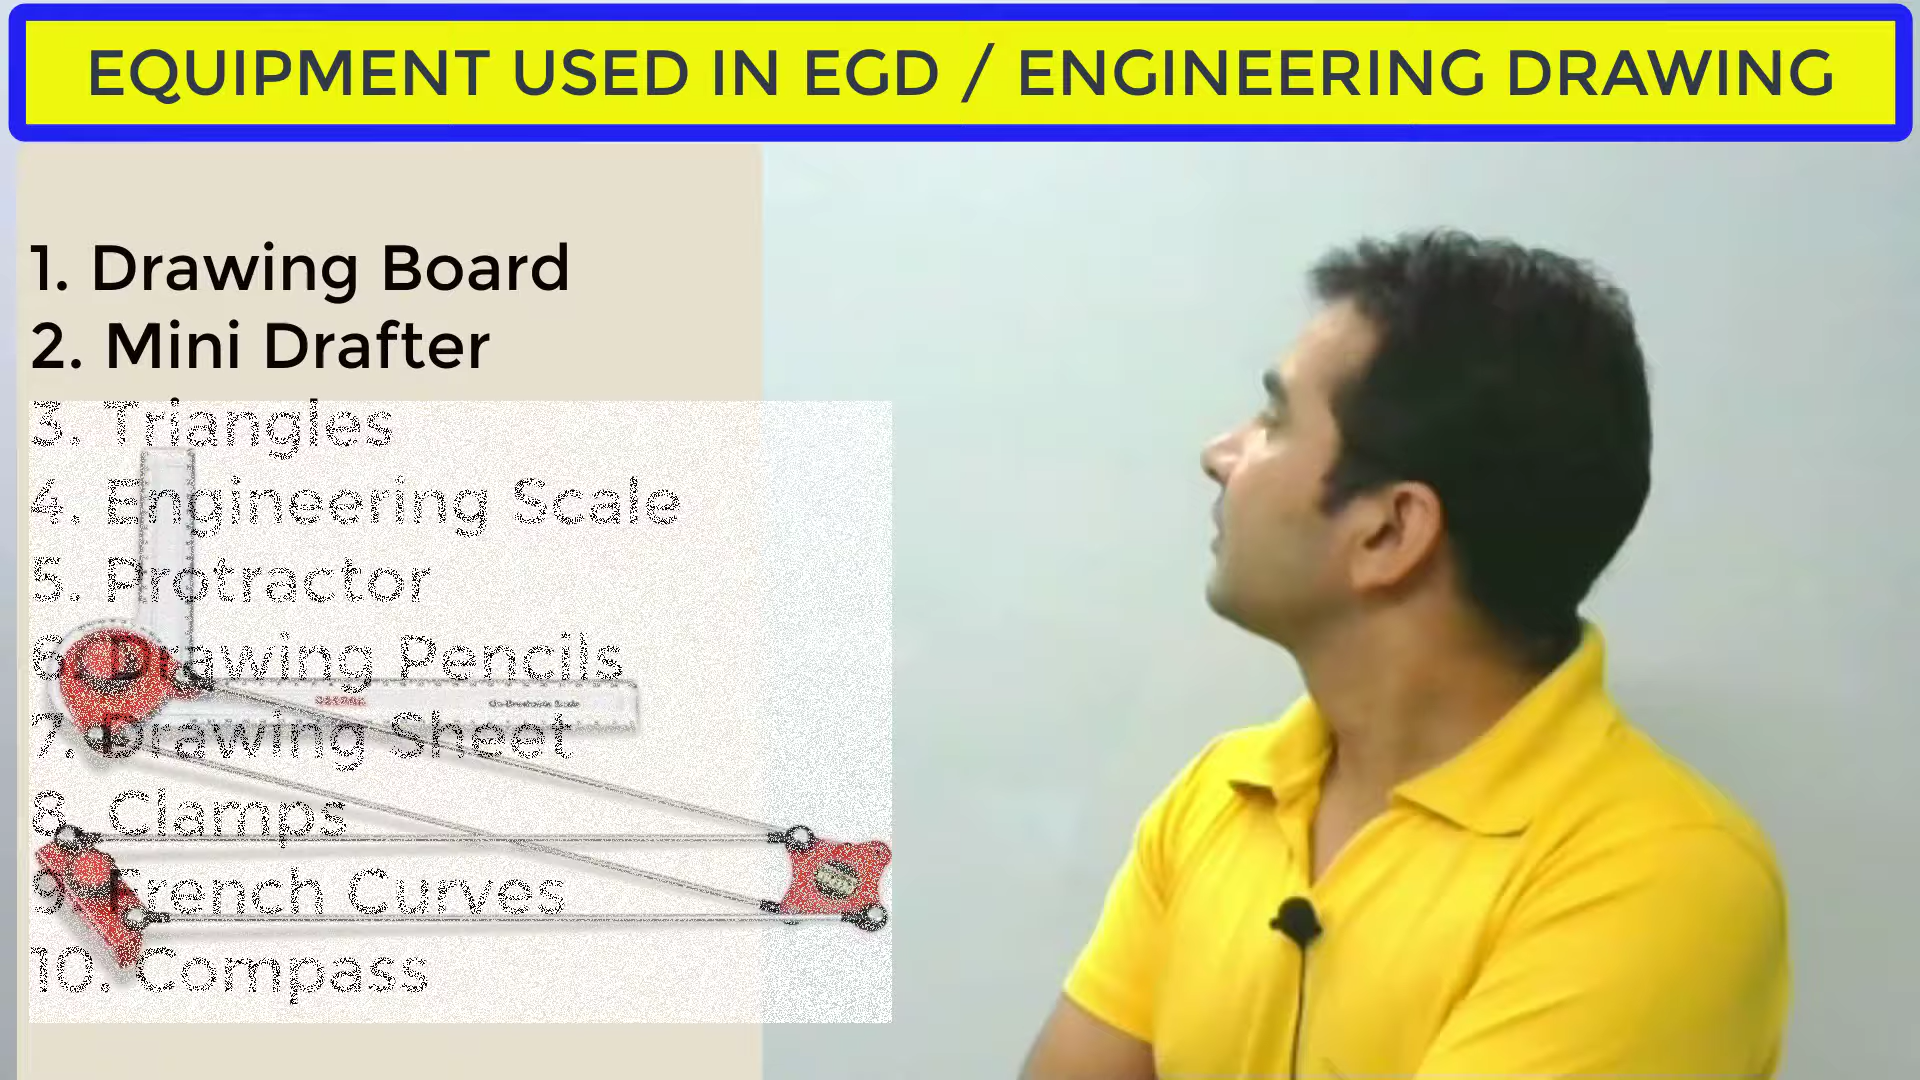 EQUIPMENT USED IN EGD / ENGINEERING DRAWING
1. Drawing Board
2. Mini Drafter
3. Triangles
4. Engineering Scale
5. Protractor
6. Drawing Pencils
7. Drawing Sheet
8. Clamps
9. French Curves
10. Compass